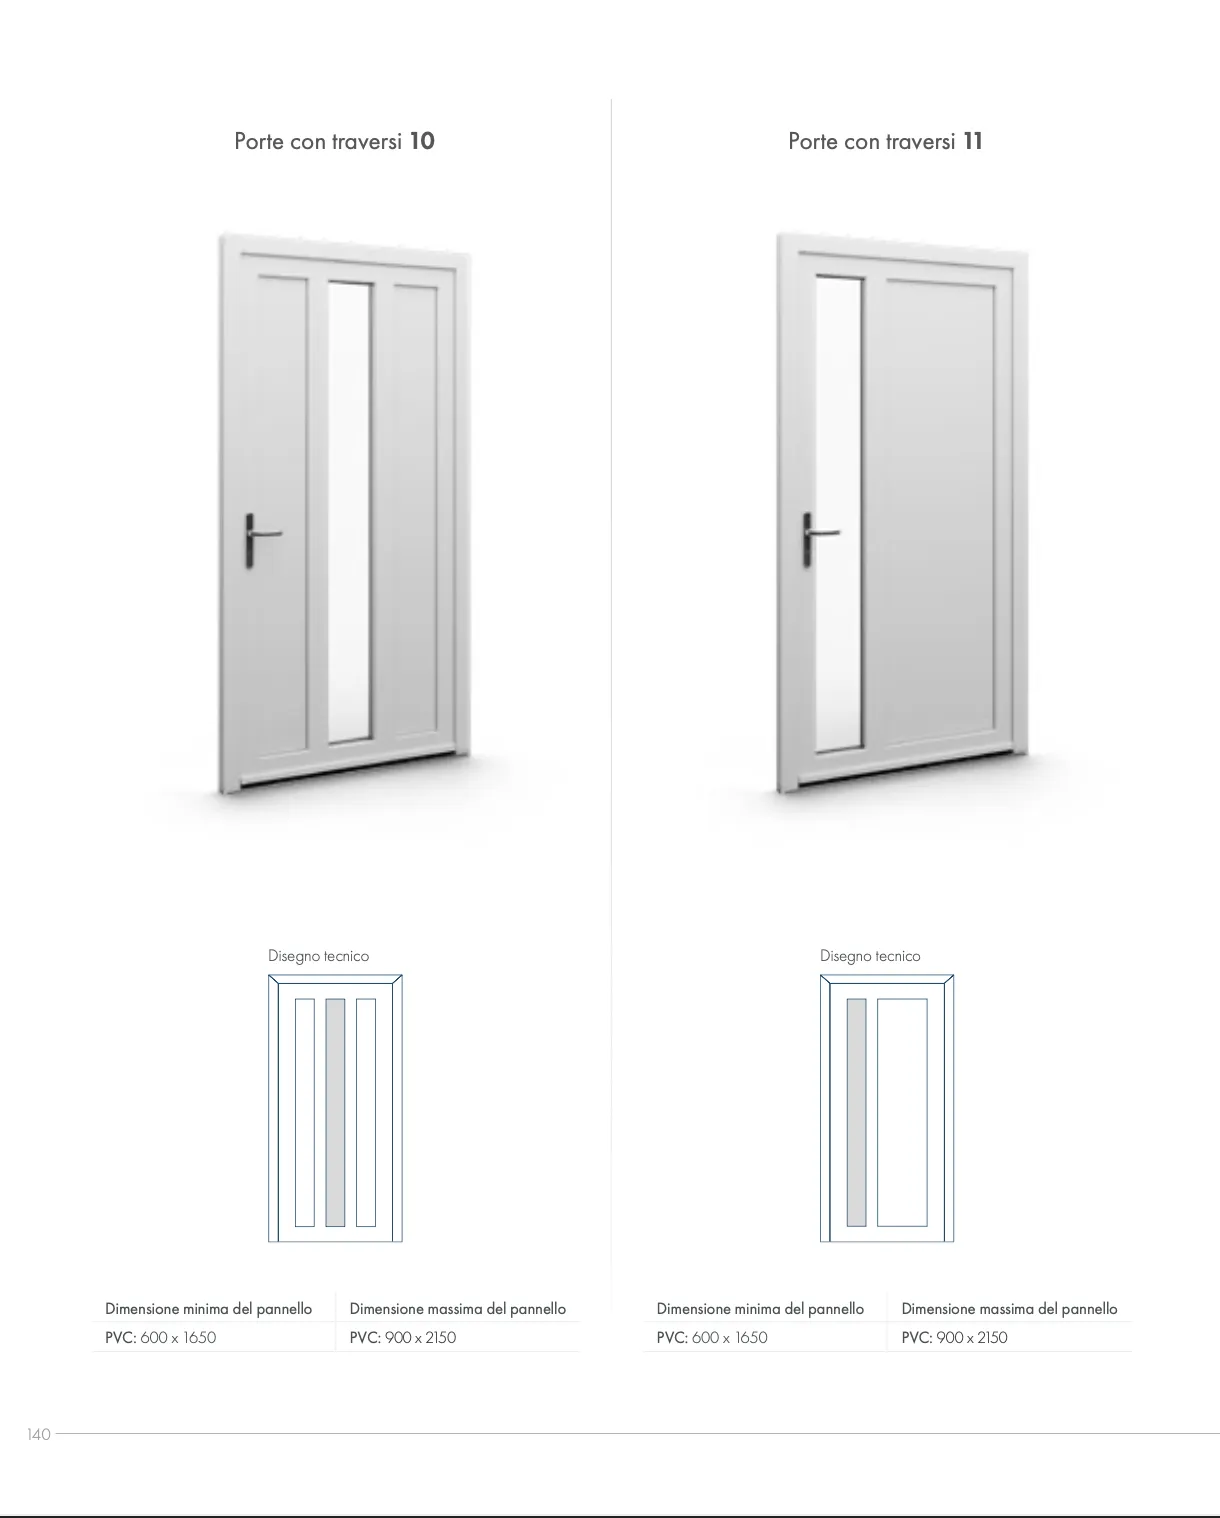 Porte con traversi 10
Disegno tecnico
Dimensione minima del pannello
Dimensione massima del pannello
PVC: 600 x 1650
PVC: 900 x 2150
Porte con traversi 11
Disegno tecnico
Dimensione minima del pannello
Dimensione massima del pannello
PVC: 600 x 1650
PVC: 900 x 2150
140